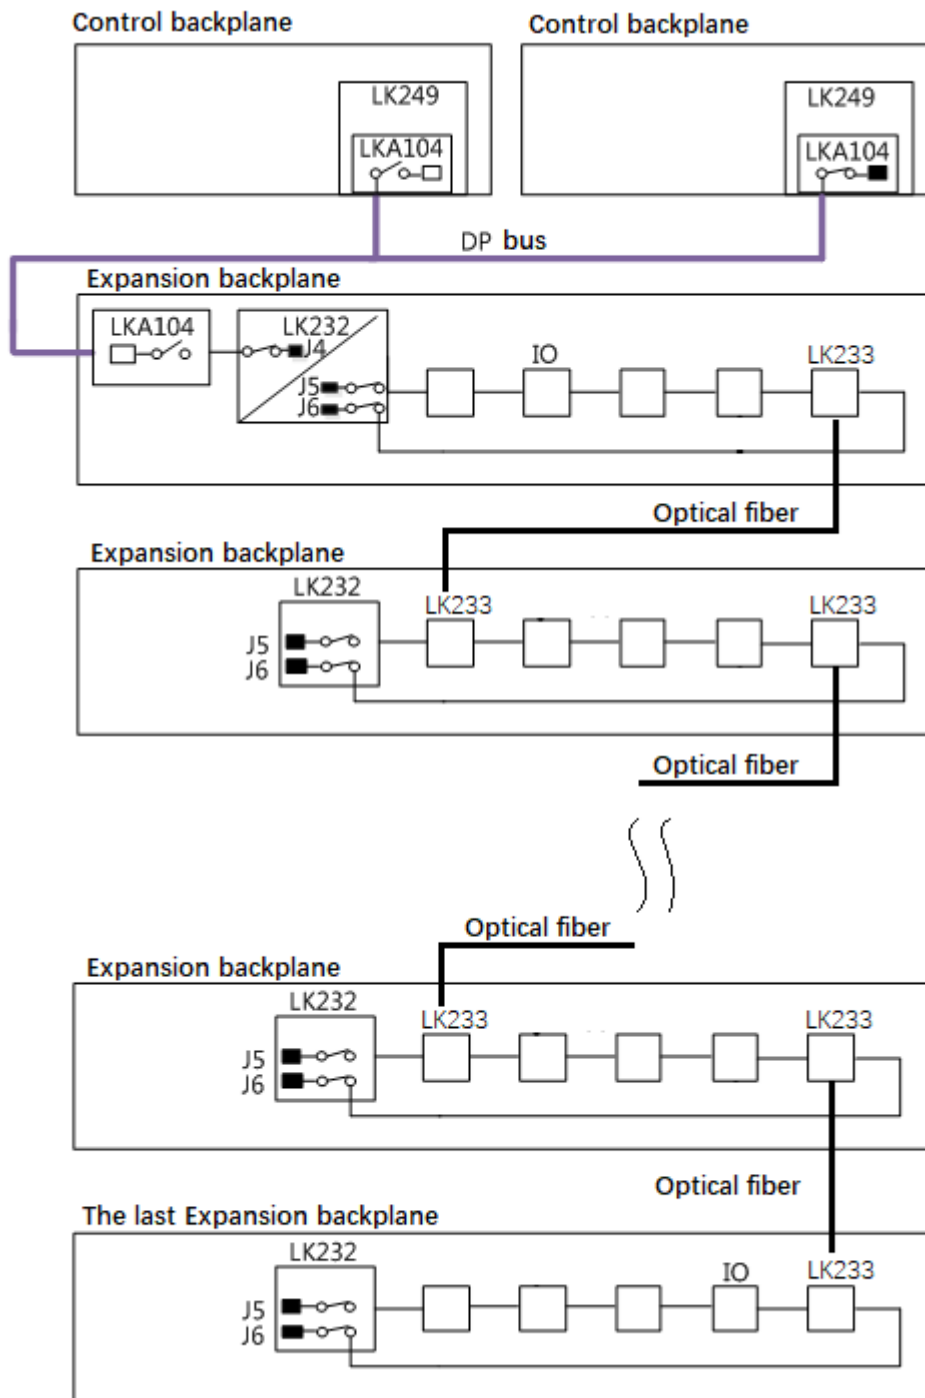 Control backplane
Control backplane
LK249
LK249
LKA104
LKA104
DP bus
Expansion backplane
LKA104
LK232
J4
IO
LK233
J5
J6
Optical fiber
Expansion backplane
LK232
LK233
LK233
J5
J6
Optical fiber
Optical fiber
Expansion backplane
LK232
LK233
LK233
J5
J6
Optical fiber
The last Expansion backplane
LK232
IO
LK233
J5
J6